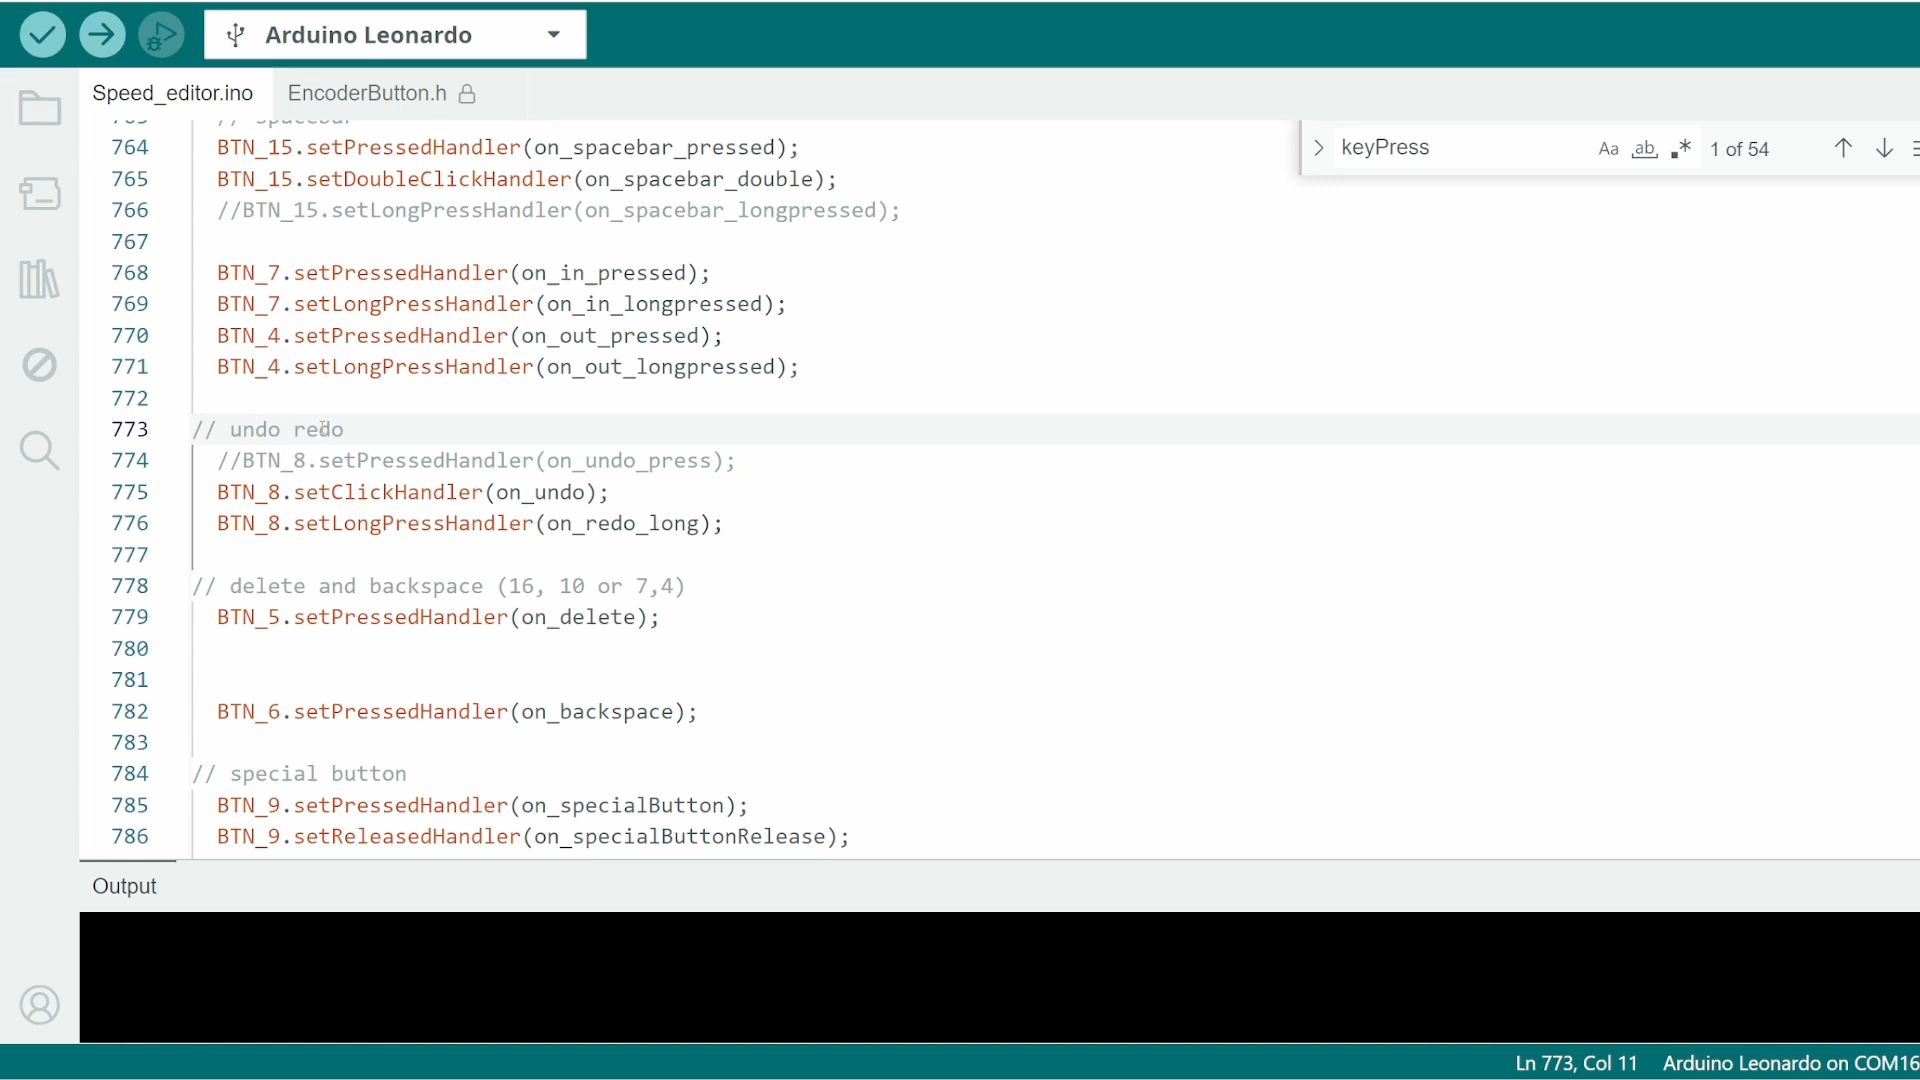 Arduino Leonardo
Speed_editor.ino
EncoderButton.h
// spacebar
764 BTN_15.setPressedHandler(on_spacebar_pressed);
765 BTN_15.setDoubleClickHandler(on_spacebar_double);
766 //BTN_15.setLongPressHandler(on_spacebar_longpressed);
767
768 BTN_7.setPressedHandler(on_in_pressed);
769 BTN_7.setLongPressHandler(on_in_longpressed);
770 BTN_4.setPressedHandler(on_out_pressed);
771 BTN_4.setLongPressHandler(on_out_longpressed);
772
773 // undo redo
774 //BTN_8.setPressedHandler(on_undo_press);
775 BTN_8.setClickHandler(on_undo);
776 BTN_8.setLongPressHandler(on_redo_long);
777
778 // delete and backspace (16, 10 or 7,4)
779 BTN_5.setPressedHandler(on_delete);
780
781
782 BTN_6.setPressedHandler(on_backspace);
783
784 // special button
785 BTN_9.setPressedHandler(on_specialButton);
786 BTN_9.setReleasedHandler(on_specialButtonRelease);
keyPress Aa ab .* 1 of 54
Output
Ln 773, Col 11 Arduino Leonardo on COM16